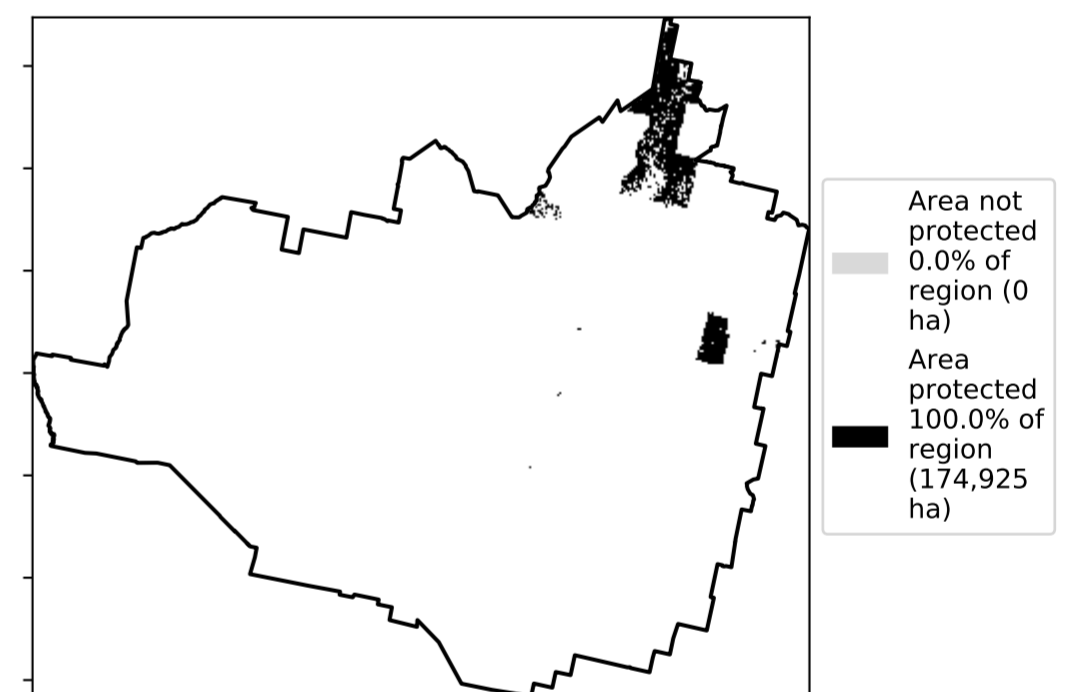 Area not
protected
0.0% of
region (0
ha)
Area
protected
100.0% of
region
(174,925
ha)